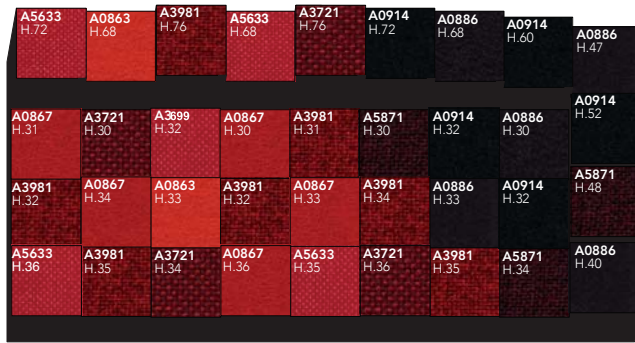 A5633
H.72
A0863
H.68
A3981
H.76
A5633
H.68
A3721
H.76
A0914
H.72
A0886
H.68
A0914
H.60
A0886
H.47
A0867
H.31
A3721
H.30
A3699
H.32
A0867
H.30
A3981
H.31
A5871
H.30
A0914
H.32
A0886
H.30
A0914
H.52
A3981
H.32
A0867
H.34
A0863
H.33
A3981
H.32
A0867
H.33
A3981
H.34
A0886
H.33
A0914
H.32
A5871
H.48
A5633
H.36
A3981
H.35
A3721
H.34
A0867
H.36
A5633
H.35
A3721
H.36
A3981
H.35
A5871
H.34
A0886
H.40